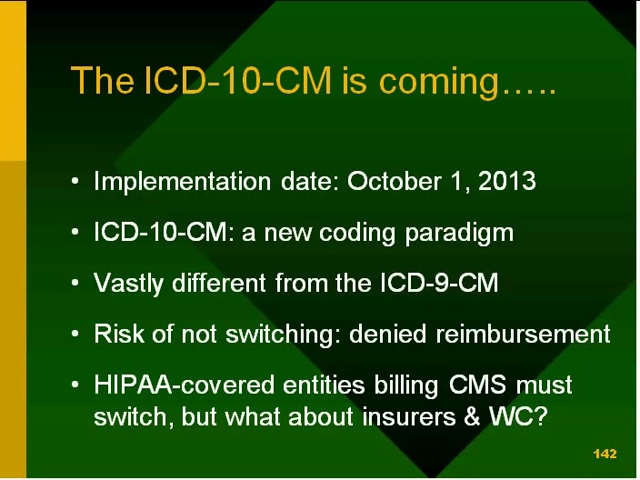 The ICD-10-CM is coming…..
• Implementation date: October 1, 2013
• ICD-10-CM: a new coding paradigm
• Vastly different from the ICD-9-CM
• Risk of not switching: denied reimbursement
• HIPAA-covered entities billing CMS must
switch, but what about insurers & WC?
142